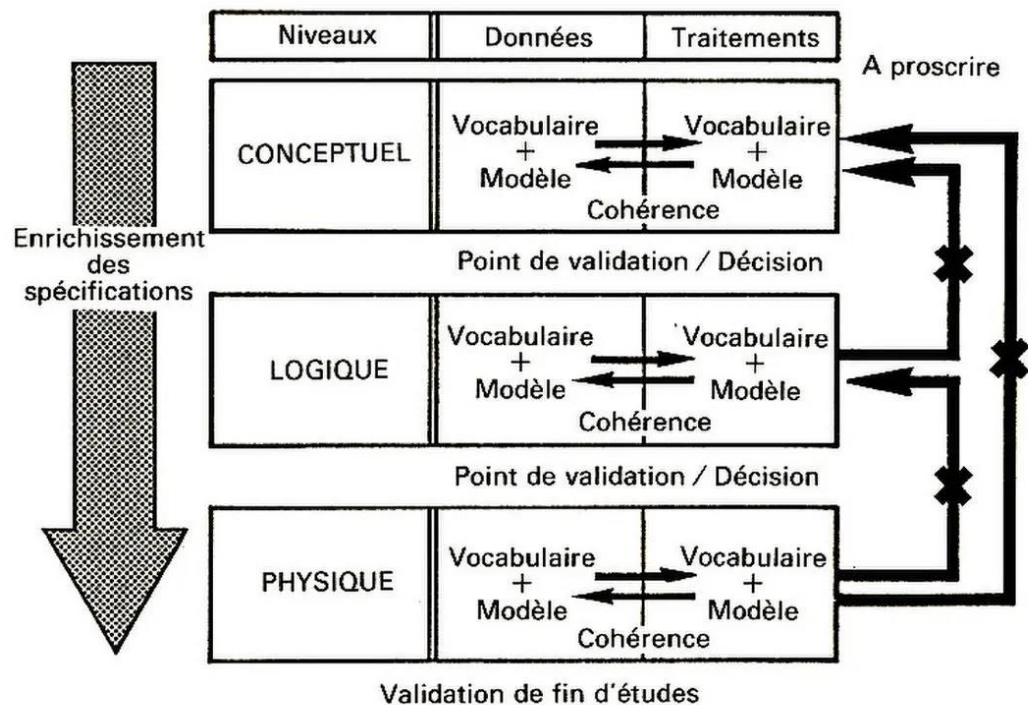 Niveaux
Données
Traitements
A proscrire
CONCEPTUEL
Vocabulaire
+
Modèle
Vocabulaire
+
Modèle
Cohérence
Enrichissement
des
spécifications
Point de validation / Décision
LOGIQUE
Vocabulaire
+
Modèle
Vocabulaire
+
Modèle
Cohérence
Point de validation / Décision
PHYSIQUE
Vocabulaire
+
Modèle
Vocabulaire
+
Modèle
Cohérence
Validation de fin d'études